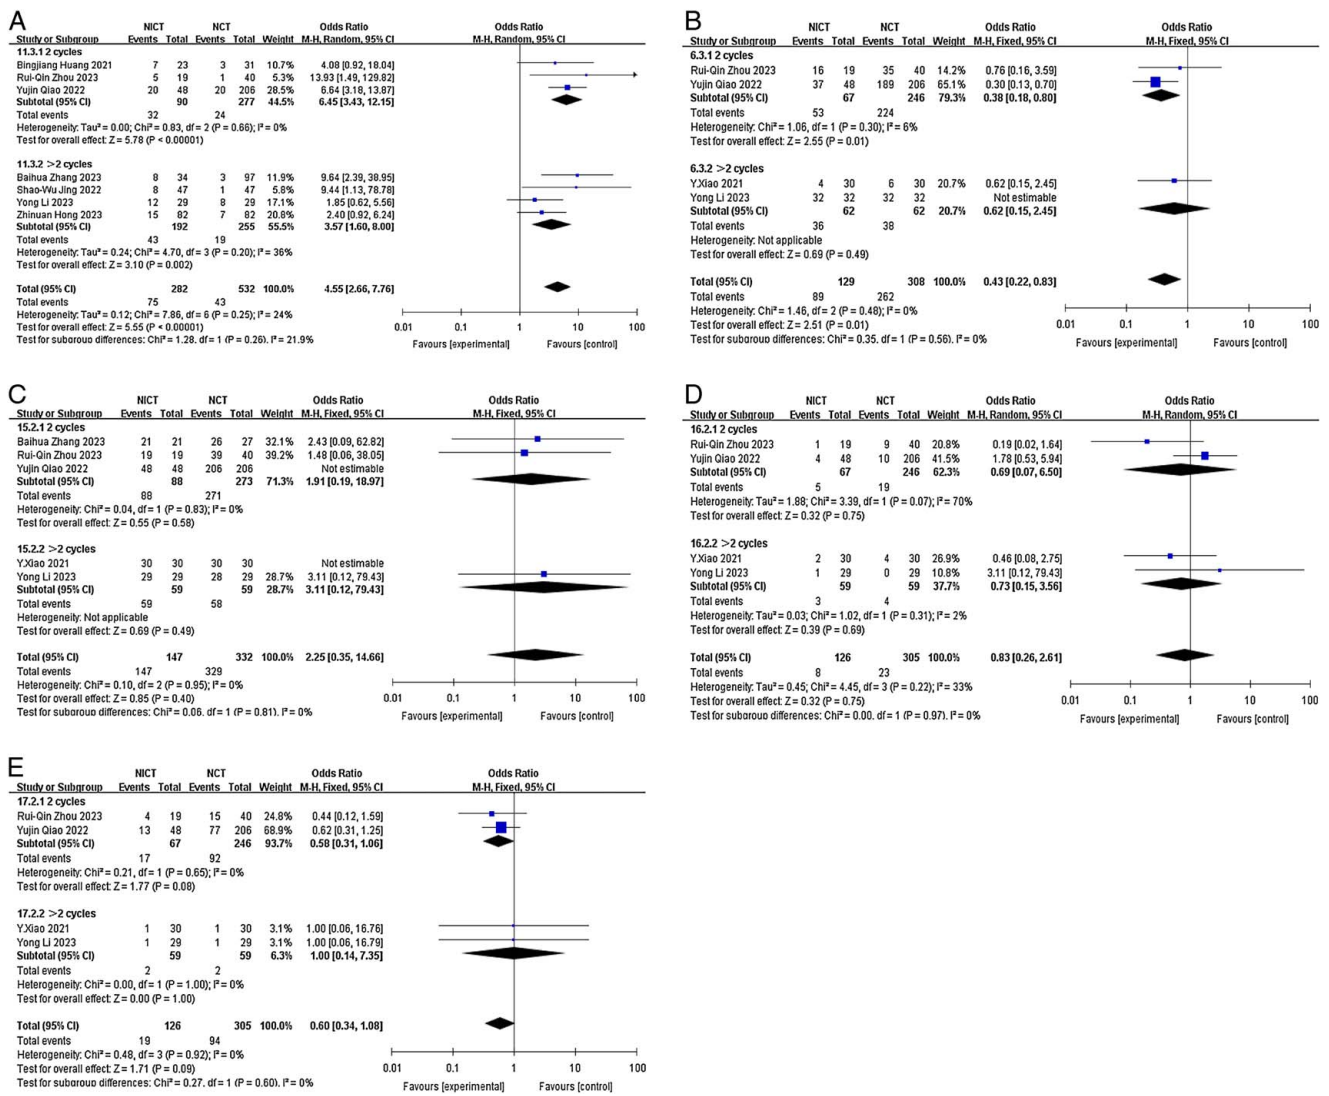 A
NICT NCT Odds Ratio Odds Ratio
Study or Subgroup Events Total Events Total Weight M-H, Random, 95% CI M-H, Random, 95% CI
11.3.1 2 cycles
Bingjiang Huang 2021 7 23 3 31 10.7% 4.08 [0.92, 18.04]
Rui-Qin Zhou 2023 5 19 1 40 5.3% 13.93 [1.49, 129.82]
Yujin Qiao 2022 20 48 20 206 28.5% 6.64 [3.18, 13.87]
Subtotal (95% CI) 90 277 44.5% 6.45 [3.43, 12.15]
Total events 32 24
Heterogeneity: Tau² = 0.00; Chi² = 0.83, df = 2 (P = 0.66); I² = 0%
Test for overall effect: Z = 5.78 (P < 0.00001)
11.3.2 >2 cycles
Baihua Zhang 2023 8 34 3 97 11.9% 9.64 [2.39, 38.95]
Shao-Wu Jing 2022 8 47 1 47 5.8% 9.44 [1.13, 78.78]
Yong Li 2023 12 29 8 29 17.0% 1.85 [0.62, 5.56]
Zhinuan Hong 2023 15 82 7 82 20.8% 2.40 [0.92, 6.24]
Subtotal (95% CI) 192 255 55.5% 3.57 [1.60, 8.00]
Total events 43 19
Heterogeneity: Tau² = 0.24; Chi² = 4.70, df = 3 (P = 0.20); I² = 36%
Test for overall effect: Z = 3.10 (P = 0.002)
Total (95% CI) 282 532 100.0% 4.55 [2.66, 7.76]
Total events 75 43
Heterogeneity: Tau² = 0.12; Chi² = 7.86, df = 6 (P = 0.25); I² = 24%
Test for overall effect: Z = 5.55 (P < 0.00001)
Test for subgroup differences: Chi² = 1.28, df = 1 (P = 0.26), I² = 21.9%
0.01 0.1 1 10 100
Favours [experimental] Favours [control]
B
NICT NCT Odds Ratio Odds Ratio
Study or Subgroup Events Total Events Total Weight M-H, Fixed, 95% CI M-H, Fixed, 95% CI
6.3.1 2 cycles
Rui-Qin Zhou 2023 16 19 35 40 14.2% 0.76 [0.16, 3.59]
Yujin Qiao 2022 37 48 189 206 65.1% 0.30 [0.13, 0.70]
Subtotal (95% CI) 67 246 79.3% 0.38 [0.18, 0.80]
Total events 53 224
Heterogeneity: Chi² = 1.06, df = 1 (P = 0.30); I² = 6%
Test for overall effect: Z = 2.55 (P = 0.01)
6.3.2 >2 cycles
Y.Xiao 2021 4 30 6 30 20.7% 0.62 [0.15, 2.45]
Yong Li 2023 32 32 32 32 Not estimable
Subtotal (95% CI) 62 62 20.7% 0.62 [0.15, 2.45]
Total events 36 38
Heterogeneity: Not applicable
Test for overall effect: Z = 0.69 (P = 0.49)
Total (95% CI) 129 308 100.0% 0.43 [0.22, 0.83]
Total events 89 262
Heterogeneity: Chi² = 1.46, df = 2 (P = 0.48); I² = 0%
Test for overall effect: Z = 2.51 (P = 0.01)
Test for subgroup differences: Chi² = 0.35, df = 1 (P = 0.56), I² = 0%
0.01 0.1 1 10 100
Favours [experimental] Favours [control]
C
NICT NCT Odds Ratio Odds Ratio
Study or Subgroup Events Total Events Total Weight M-H, Fixed, 95% CI M-H, Fixed, 95% CI
15.2.1 2 cycles
Baihua Zhang 2023 21 21 26 27 32.1% 2.43 [0.09, 62.82]
Rui-Qin Zhou 2023 19 19 39 40 39.2% 1.48 [0.06, 38.05]
Yujin Qiao 2022 48 48 206 206 Not estimable
Subtotal (95% CI) 88 273 71.3% 1.91 [0.19, 18.97]
Total events 88 271
Heterogeneity: Chi² = 0.04, df = 1 (P = 0.83); I² = 0%
Test for overall effect: Z = 0.55 (P = 0.58)
15.2.2 >2 cycles
Y.Xiao 2021 30 30 30 30 Not estimable
Yong Li 2023 29 29 28 29 28.7% 3.11 [0.12, 79.43]
Subtotal (95% CI) 59 59 28.7% 3.11 [0.12, 79.43]
Total events 59 58
Heterogeneity: Not applicable
Test for overall effect: Z = 0.69 (P = 0.49)
Total (95% CI) 147 332 100.0% 2.25 [0.35, 14.66]
Total events 147 329
Heterogeneity: Chi² = 0.10, df = 2 (P = 0.95); I² = 0%
Test for overall effect: Z = 0.85 (P = 0.40)
Test for subgroup differences: Chi² = 0.06, df = 1 (P = 0.81), I² = 0%
0.01 0.1 1 10 100
Favours [experimental] Favours [control]
D
NICT NCT Odds Ratio Odds Ratio
Study or Subgroup Events Total Events Total Weight M-H, Random, 95% CI M-H, Random, 95% CI
16.2.1 2 cycles
Rui-Qin Zhou 2023 1 19 9 40 20.8% 0.19 [0.02, 1.64]
Yujin Qiao 2022 4 48 10 206 41.5% 1.78 [0.53, 5.94]
Subtotal (95% CI) 67 246 62.3% 0.69 [0.07, 6.50]
Total events 5 19
Heterogeneity: Tau² = 1.88; Chi² = 3.39, df = 1 (P = 0.07); I² = 70%
Test for overall effect: Z = 0.32 (P = 0.75)
16.2.2 >2 cycles
Y.Xiao 2021 2 30 4 30 26.9% 0.46 [0.08, 2.75]
Yong Li 2023 1 29 0 29 10.8% 3.11 [0.12, 79.43]
Subtotal (95% CI) 59 59 37.7% 0.73 [0.15, 3.56]
Total events 3 4
Heterogeneity: Tau² = 0.03; Chi² = 1.02, df = 1 (P = 0.31); I² = 2%
Test for overall effect: Z = 0.39 (P = 0.69)
Total (95% CI) 126 305 100.0% 0.83 [0.26, 2.61]
Total events 8 23
Heterogeneity: Tau² = 0.45; Chi² = 4.45, df = 3 (P = 0.22); I² = 33%
Test for overall effect: Z = 0.32 (P = 0.75)
Test for subgroup differences: Chi² = 0.00, df = 1 (P = 0.97), I² = 0%
0.01 0.1 1 10 100
Favours [experimental] Favours [control]
E
NICT NCT Odds Ratio Odds Ratio
Study or Subgroup Events Total Events Total Weight M-H, Fixed, 95% CI M-H, Fixed, 95% CI
17.2.1 2 cycles
Rui-Qin Zhou 2023 4 19 15 40 24.8% 0.44 [0.12, 1.59]
Yujin Qiao 2022 13 48 77 206 68.9% 0.62 [0.31, 1.25]
Subtotal (95% CI) 67 246 93.7% 0.58 [0.31, 1.06]
Total events 17 92
Heterogeneity: Chi² = 0.21, df = 1 (P = 0.65); I² = 0%
Test for overall effect: Z = 1.77 (P = 0.08)
17.2.2 >2 cycles
Y.Xiao 2021 1 30 1 30 3.1% 1.00 [0.06, 16.76]
Yong Li 2023 1 29 1 29 3.1% 1.00 [0.06, 16.79]
Subtotal (95% CI) 59 59 6.3% 1.00 [0.14, 7.35]
Total events 2 2
Heterogeneity: Chi² = 0.00, df = 1 (P = 1.00); I² = 0%
Test for overall effect: Z = 0.00 (P = 1.00)
Total (95% CI) 126 305 100.0% 0.60 [0.34, 1.08]
Total events 19 94
Heterogeneity: Chi² = 0.48, df = 3 (P = 0.92); I² = 0%
Test for overall effect: Z = 1.71 (P = 0.09)
Test for subgroup differences: Chi² = 0.27, df = 1 (P = 0.60), I² = 0%
0.01 0.1 1 10 100
Favours [experimental] Favours [control]